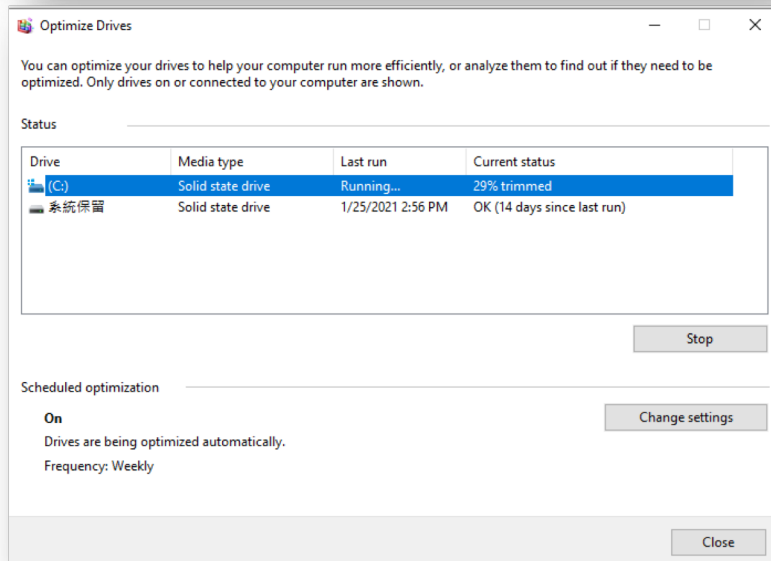 Optimize Drives
You can optimize your drives to help your computer run more efficiently, or analyze them to find out if they need to be
optimized. Only drives on or connected to your computer are shown.
Status
Drive Media type Last run Current status
(C:) Solid state drive Running... 29% trimmed
系統保留 Solid state drive 1/25/2021 2:56 PM OK (14 days since last run)
Stop
Scheduled optimization
On Change settings
Drives are being optimized automatically.
Frequency: Weekly
Close